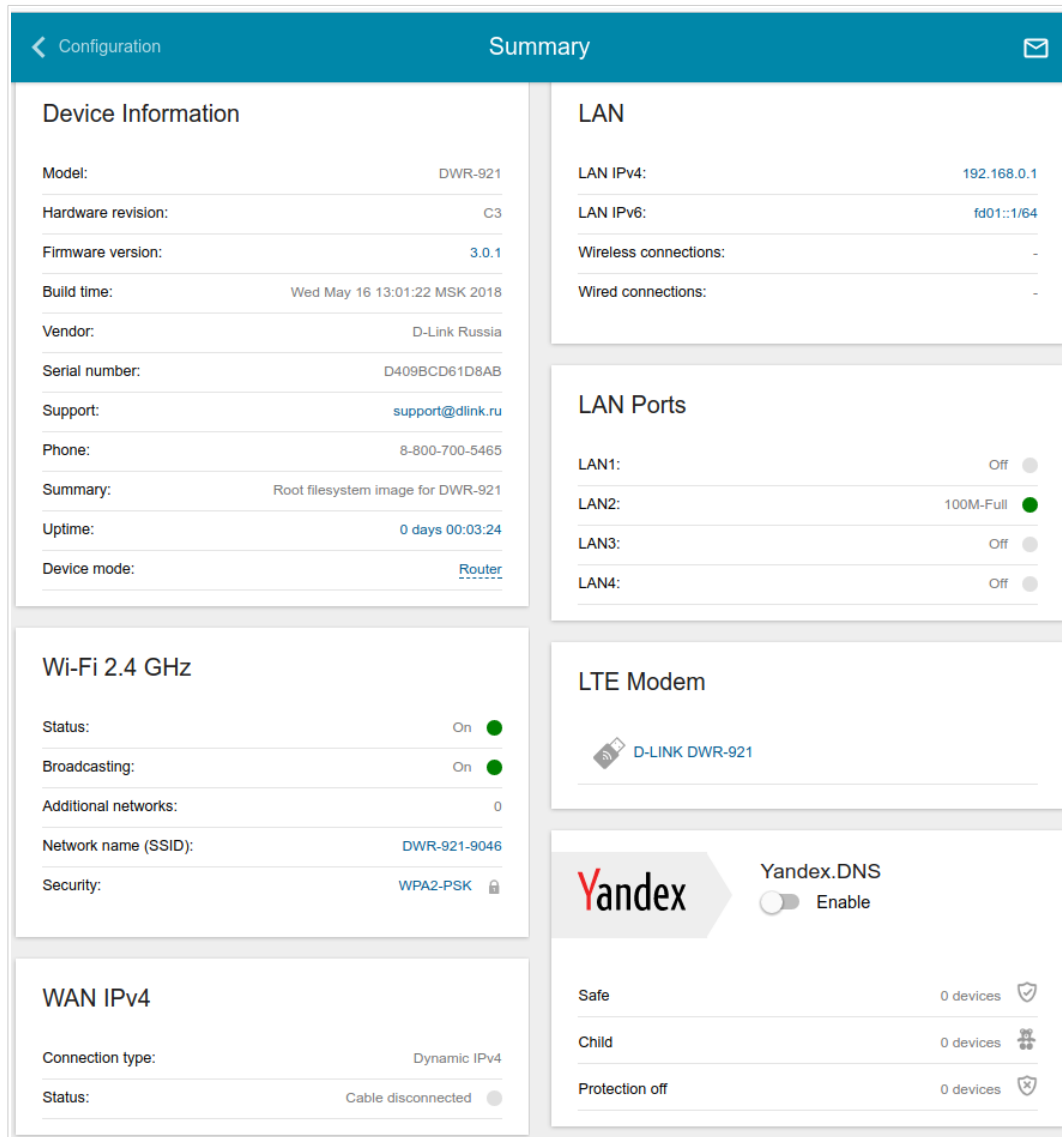 Configuration
Summary
Device Information
Model: DWR-921
Hardware revision: C3
Firmware version: 3.0.1
Build time: Wed May 16 13:01:22 MSK 2018
Vendor: D-Link Russia
Serial number: D409BCD61D8AB
Support: support@dlink.ru
Phone: 8-800-700-5465
Summary: Root filesystem image for DWR-921
Uptime: 0 days 00:03:24
Device mode: Router
Wi-Fi 2.4 GHz
Status: On
Broadcasting: On
Additional networks: 0
Network name (SSID): DWR-921-9046
Security: WPA2-PSK
WAN IPv4
Connection type: Dynamic IPv4
Status: Cable disconnected
LAN
LAN IPv4: 192.168.0.1
LAN IPv6: fd01::1/64
Wireless connections: -
Wired connections: -
LAN Ports
LAN1: Off
LAN2: 100M-Full
LAN3: Off
LAN4: Off
LTE Modem
D-LINK DWR-921
Yandex
Yandex.DNS
Enable
Safe 0 devices
Child 0 devices
Protection off 0 devices